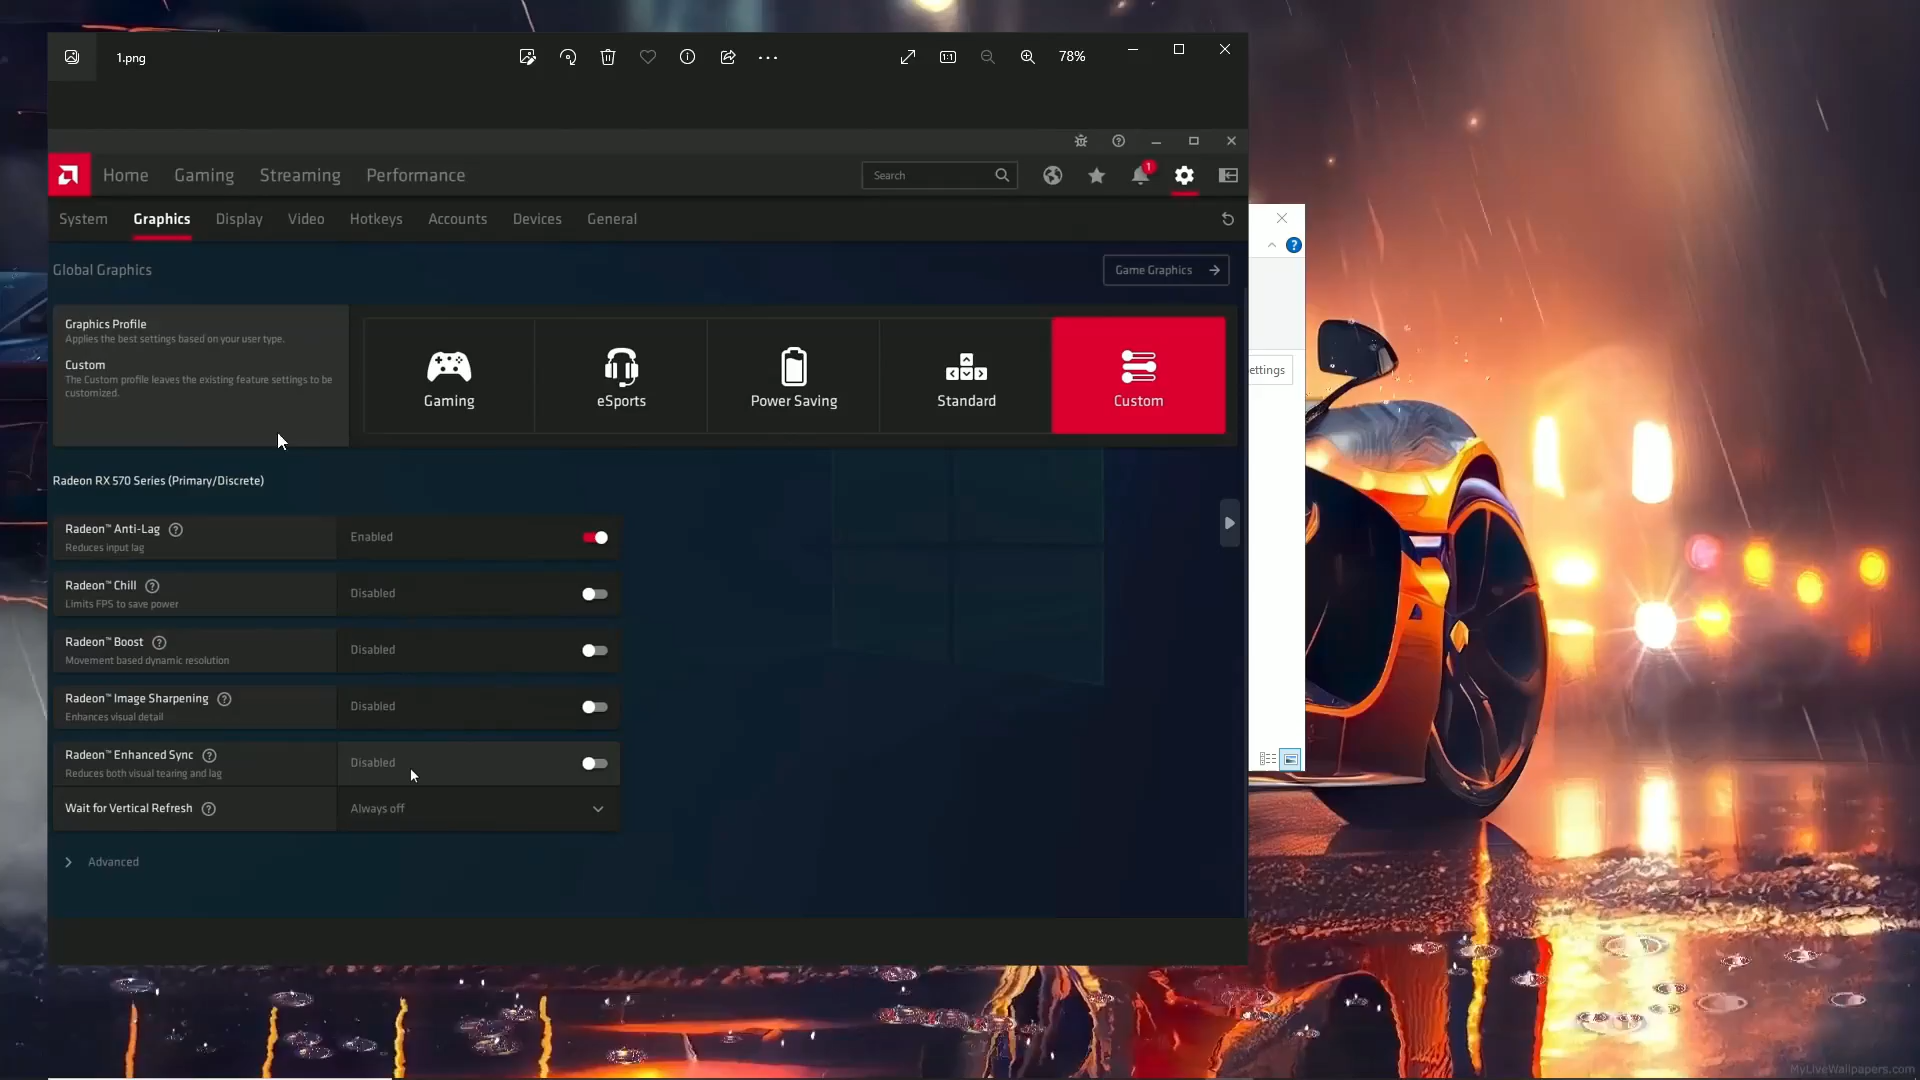 1.png
78%
Home Gaming Streaming Performance
Search
1
System Graphics Display Video Hotkeys Accounts Devices General
Global Graphics
Game Graphics
Graphics Profile
Applies the best settings based on your user type.
Custom
The Custom profile leaves the existing feature settings to be
customized.
Gaming
eSports
Power Saving
Standard
Custom
ettings
Radeon RX 570 Series (Primary/Discrete)
Radeon™ Anti-Lag
Reduces input lag
Enabled
Radeon™ Chill
Limits FPS to save power
Disabled
Radeon™ Boost
Movement based dynamic resolution
Disabled
Radeon™ Image Sharpening
Enhances visual detail
Disabled
Radeon™ Enhanced Sync
Reduces both visual tearing and lag
Disabled
Wait for Vertical Refresh
Always off
Advanced
MyLiveWallpapers.com